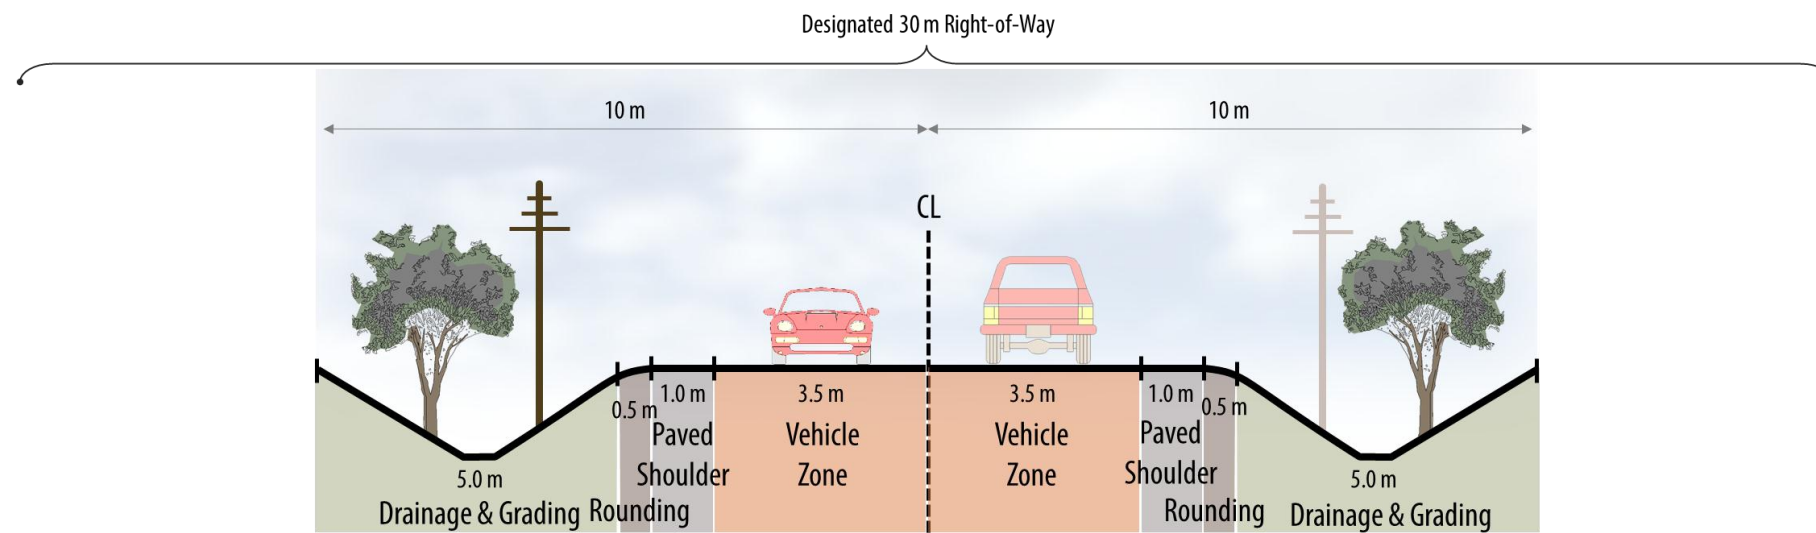 Designated 30 m Right-of-Way
10 m
10 m
CL
0.5 m
1.0 m
3.5 m
3.5 m
1.0 m
0.5 m
Paved
Shoulder
Vehicle
Zone
Vehicle
Zone
Paved
Shoulder
5.0 m
5.0 m
Drainage & Grading
Rounding
Rounding
Drainage & Grading